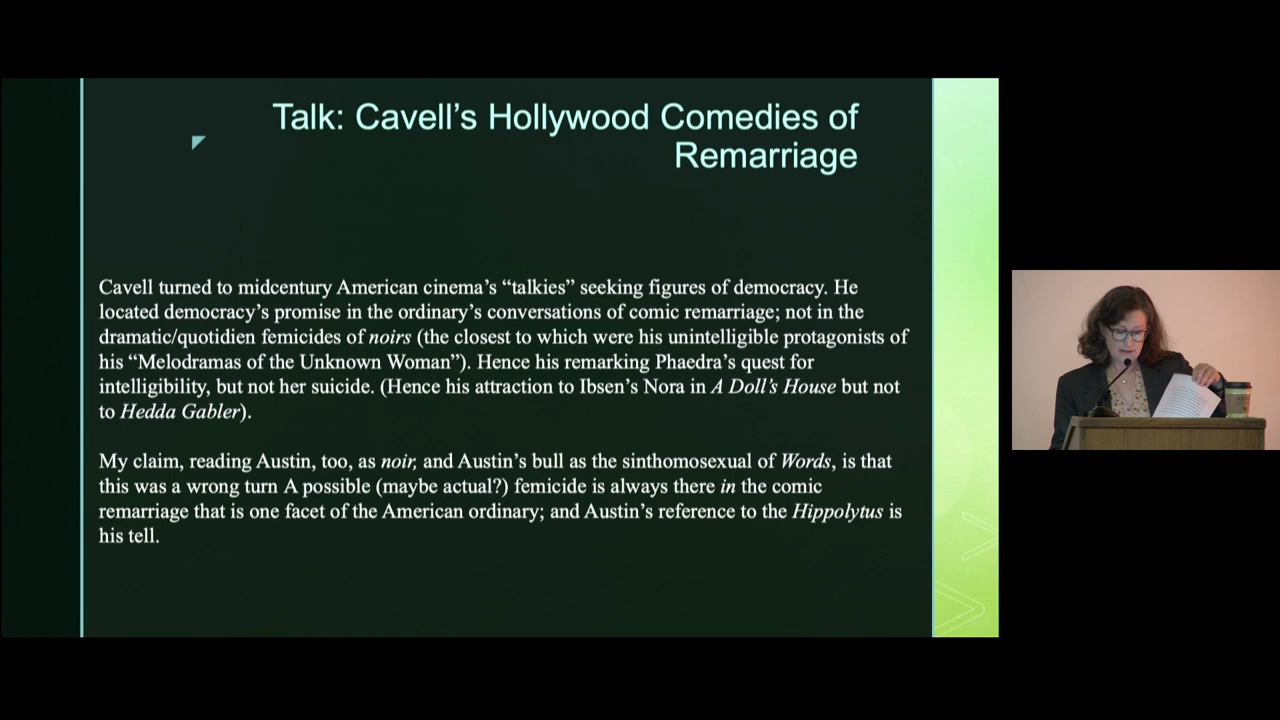 Talk: Cavell’s Hollywood Comedies of
Remarriage
Cavell turned to midcentury American cinema’s “talkies” seeking figures of democracy. He
located democracy’s promise in the ordinary’s conversations of comic remarriage; not in the
dramatic/quotidien femicides of noirs (the closest to which were his unintelligible protagonists of
his “Melodramas of the Unknown Woman”). Hence his remarking Phaedra’s quest for
intelligibility, but not her suicide. (Hence his attraction to Ibsen’s Nora in A Doll’s House but not
to Hedda Gabler).
My claim, reading Austin, too, as noir, and Austin’s bull as the sinthomosexual of Words, is that
this was a wrong turn A possible (maybe actual?) femicide is always there in the comic
remarriage that is one facet of the American ordinary; and Austin’s reference to the Hippolytus is
his tell.